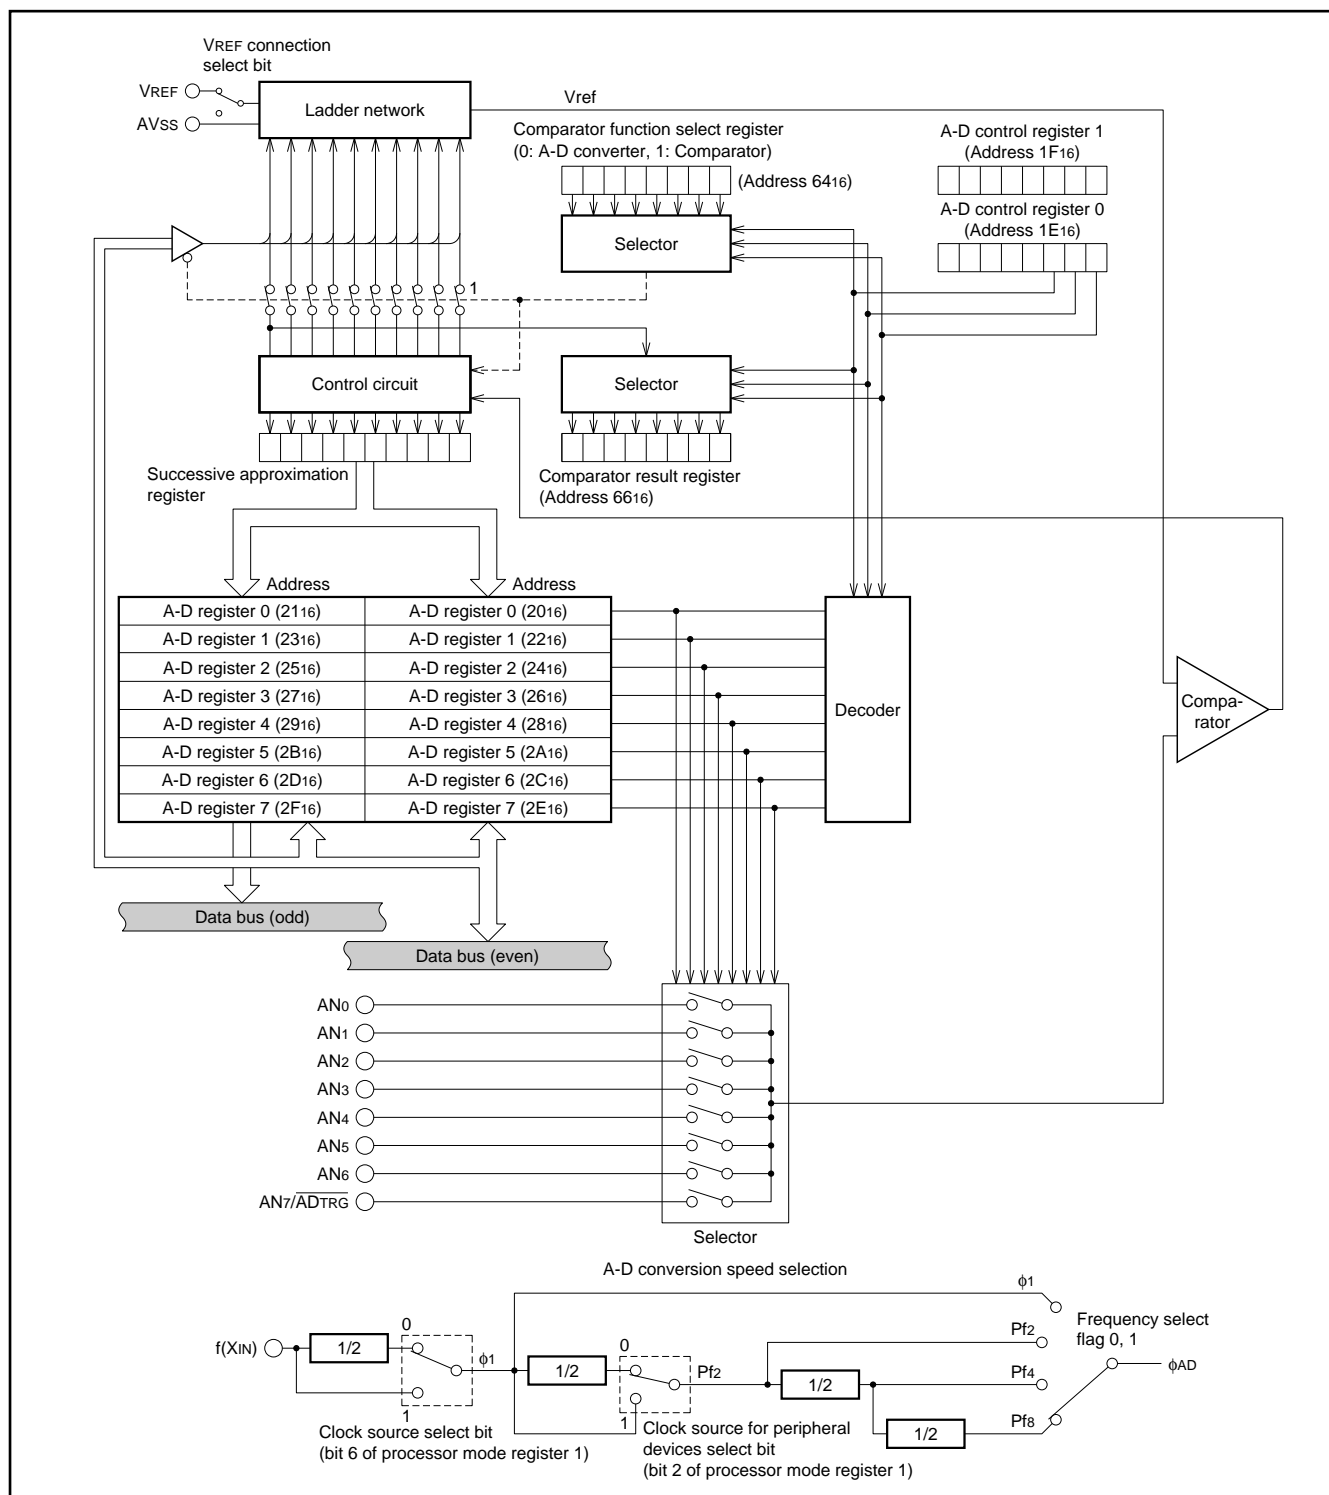 VREF connection
select bit
VREF
AVSS
Ladder network
Vref
Comparator function select register
(0: A-D converter, 1: Comparator)
(Address 6416)
A-D control register 1
(Address 1F16)
A-D control register 0
(Address 1E16)
Selector
1
Control circuit
Selector
Successive approximation
register
Comparator result register
(Address 6616)
Address
Address
A-D register 0 (2116)
A-D register 0 (2016)
A-D register 1 (2316)
A-D register 1 (2216)
A-D register 2 (2516)
A-D register 2 (2416)
A-D register 3 (2716)
A-D register 3 (2616)
A-D register 4 (2916)
A-D register 4 (2816)
A-D register 5 (2B16)
A-D register 5 (2A16)
A-D register 6 (2D16)
A-D register 6 (2C16)
A-D register 7 (2F16)
A-D register 7 (2E16)
Decoder
Compa-
rator
Data bus (odd)
Data bus (even)
AN0
AN1
AN2
AN3
AN4
AN5
AN6
AN7/ADTRG
Selector
A-D conversion speed selection
f(XIN)
1/2
0
1
ϕ1
Clock source select bit
(bit 6 of processor mode register 1)
1/2
0
1
Pf2
Clock source for peripheral
devices select bit
(bit 2 of processor mode register 1)
1/2
1/2
ϕ1
Pf2
Pf4
Pf8
Frequency select
flag 0, 1
ϕAD